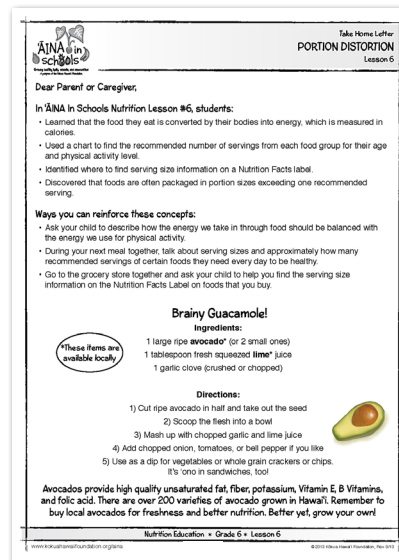 'ĀINA in
schools
Take Home Letter
PORTION DISTORTION
Lesson 6
Dear Parent or Caregiver,
In 'ĀINA In Schools Nutrition Lesson #6, students:
• Learned that the food they eat is converted by their bodies into energy, which is measured in
calories.
• Used a chart to find the recommended number of servings from each food group for their age
and physical activity level.
• Identified where to find serving size information on a Nutrition Facts label.
• Discovered that foods are often packaged in portion sizes exceeding one recommended
serving.
Ways you can reinforce these concepts:
• Ask your child to describe how the energy we take in through food should be balanced with
the energy we use for physical activity.
• During your next meal together, talk about serving sizes and approximately how many
recommended servings of certain foods they need every day to be healthy.
• Go to the grocery store together and ask your child to help you find the serving size
information on the Nutrition Facts Label on foods that you buy.
Brainy Guacamole!
Ingredients:
1 large ripe avocado* (or 2 small ones)
1 tablespoon fresh squeezed lime* juice
1 garlic clove (crushed or chopped)
*These items are
available locally
Directions:
1) Cut ripe avocado in half and take out the seed
2) Scoop the flesh into a bowl
3) Mash up with chopped garlic and lime juice
4) Add chopped onion, tomatoes, or bell pepper if you like
5) Use as a dip for vegetables or whole grain crackers or chips.
It's 'ono in sandwiches, too!
Avocados provide high quality unsaturated fat, fiber, potassium, Vitamin E, B Vitamins,
and folic acid. There are over 200 varieties of avocado grown in Hawai'i. Remember to
buy local avocados for freshness and better nutrition. Better yet, grow your own!
Nutrition Education • Grade 6 • Lesson 6
www.kokuahawaiifoundation.org/aina
©2010 Kōkua Hawai'i Foundation, Rev. 8/10